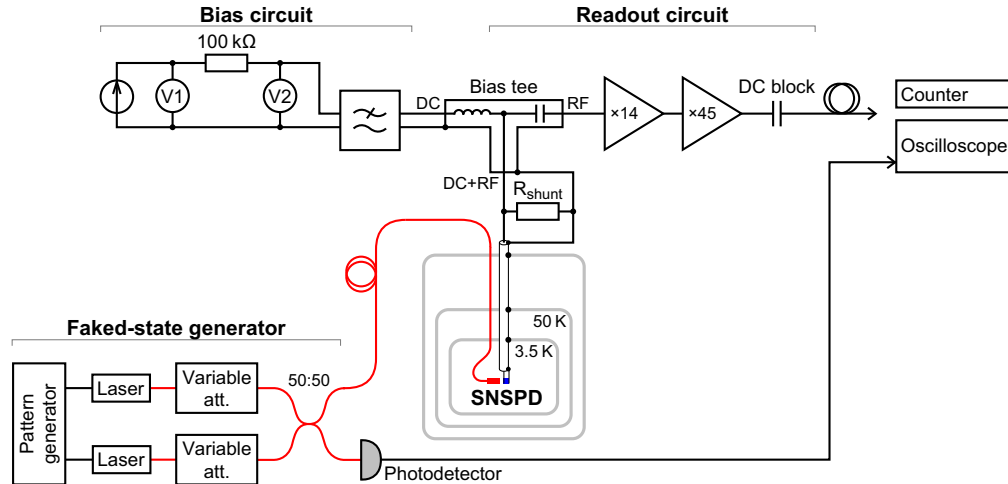 Bias circuit
Readout circuit
100 kΩ
V1
V2
DC
Bias tee
RF
×14
×45
DC block
Counter
Oscilloscope
DC+RF
Rshunt
50 K
3.5 K
SNSPD
Faked-state generator
Pattern
generator
Laser
Variable
att.
50:50
Laser
Variable
att.
Photodetector